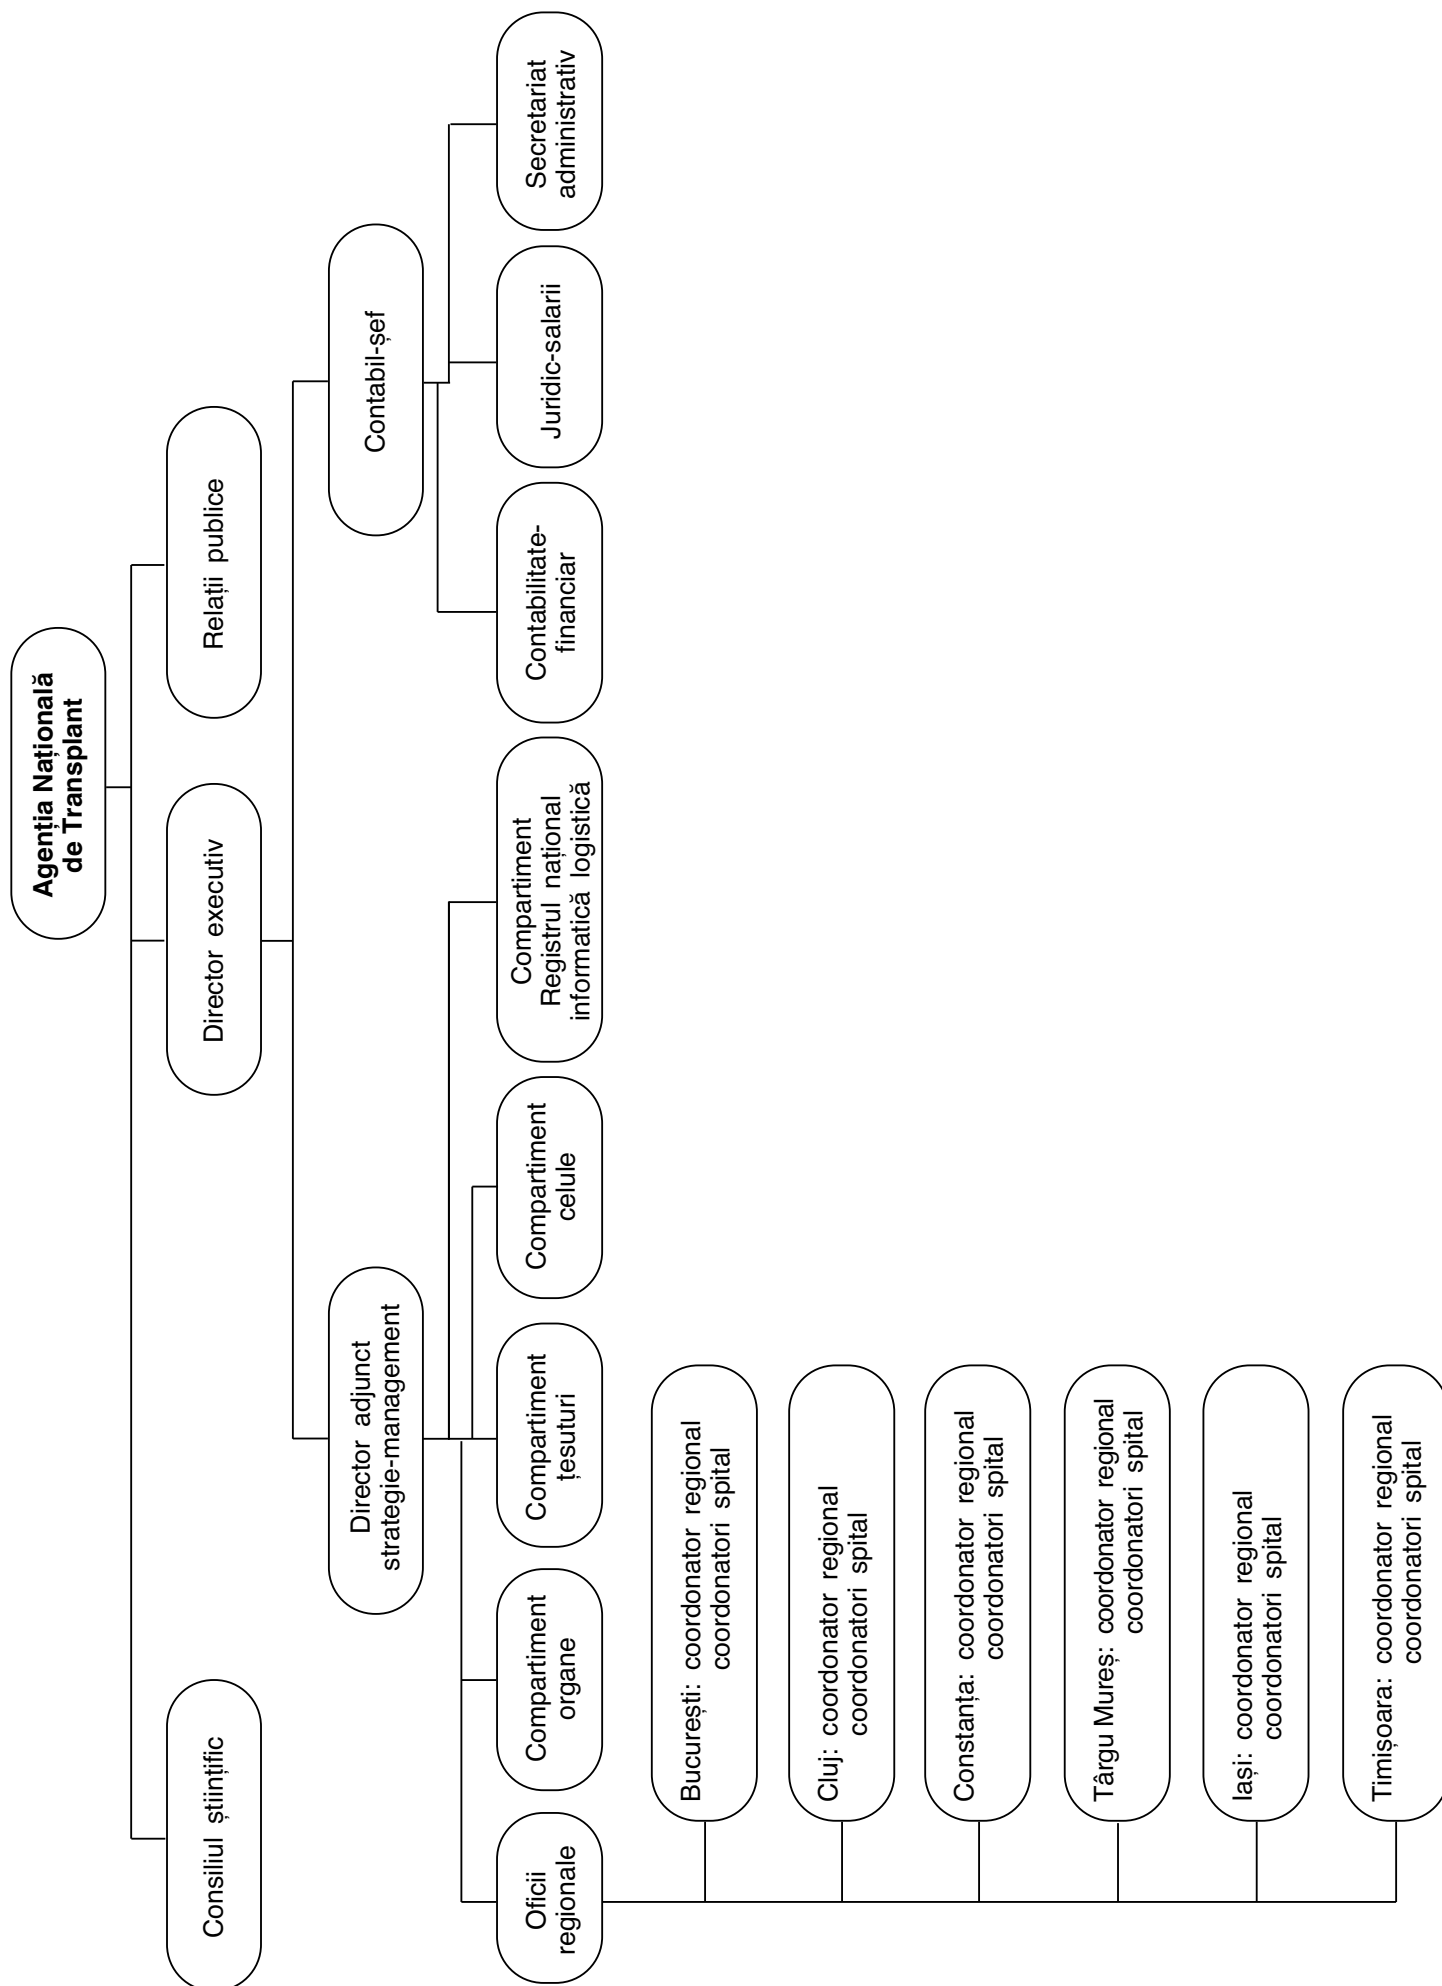 Agenția Națională
de Transplant
Consiliul științific
Director executiv
Relații publice
Director adjunct
strategie-management
Contabil-șef
Oficii
regionale
Compartiment
organe
Compartiment
țesuturi
Compartiment
celule
Compartiment
Registrul național
informatică logistică
Contabilitate-
financiar
Juridic-salarii
Secretariat
administrativ
București: coordonator regional
coordonatori spital
Cluj: coordonator regional
coordonatori spital
Constanța: coordonator regional
coordonatori spital
Târgu Mureș: coordonator regional
coordonatori spital
Iași: coordonator regional
coordonatori spital
Timișoara: coordonator regional
coordonatori spital